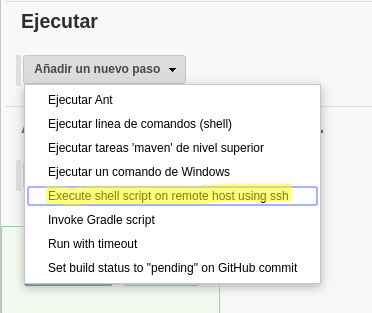 Ejecutar
Añadir un nuevo paso
Ejecutar Ant
Ejecutar linea de comandos (shell)
Ejecutar tareas 'maven' de nivel superior
Ejecutar un comando de Windows
Execute shell script on remote host using ssh
Invoke Gradle script
Run with timeout
Set build status to "pending" on GitHub commit